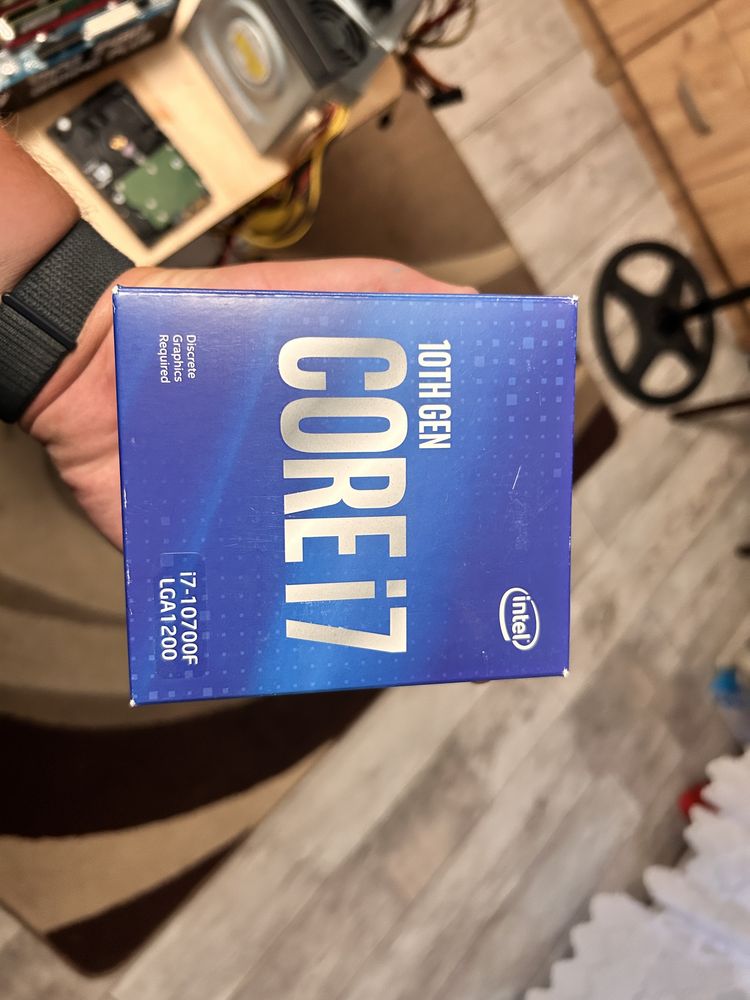 intel
10TH GEN
CORE i7
Discrete
Graphics
Required
i7-10700F
LGA1200